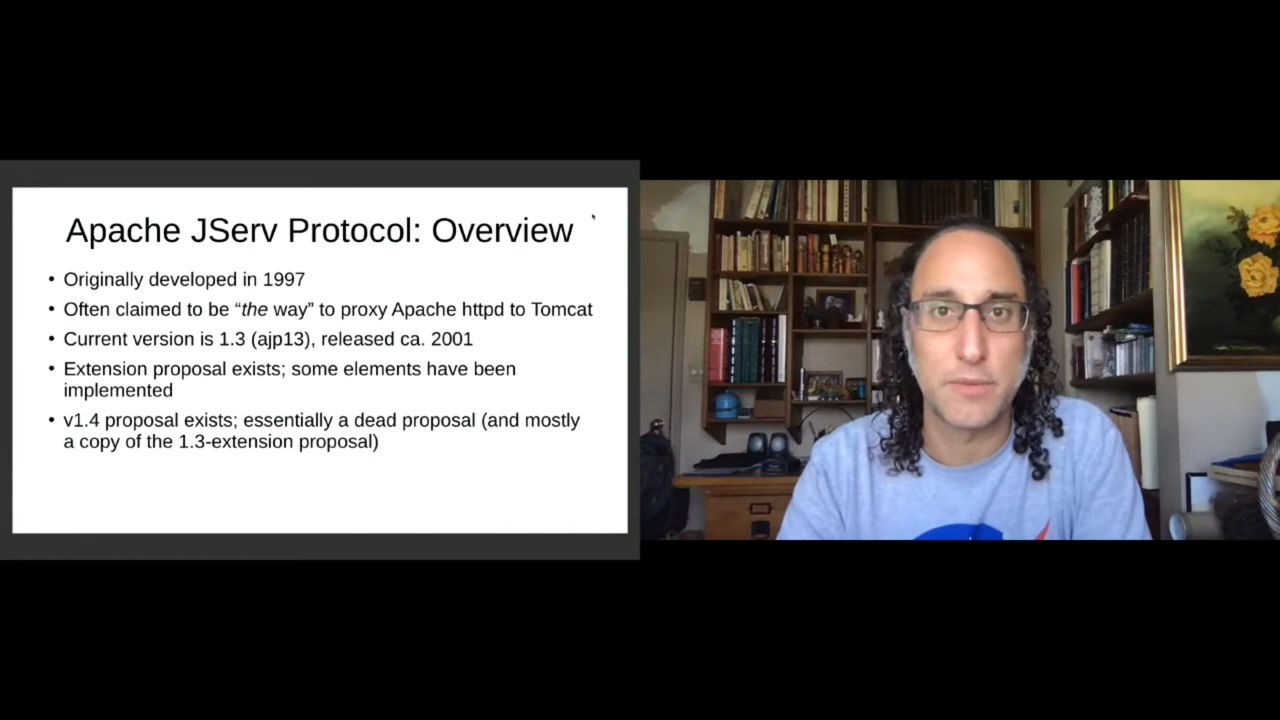 Apache JServ Protocol: Overview
• Originally developed in 1997
• Often claimed to be “the way” to proxy Apache httpd to Tomcat
• Current version is 1.3 (ajp13), released ca. 2001
• Extension proposal exists; some elements have been
implemented
• v1.4 proposal exists; essentially a dead proposal (and mostly
a copy of the 1.3-extension proposal)